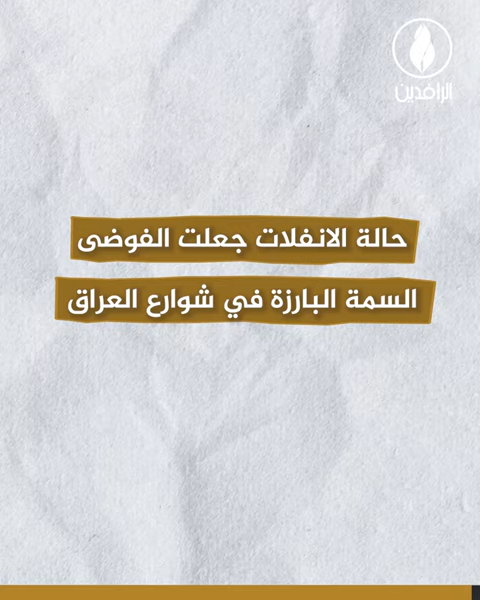 الرافدين
حالة الانفلات جعلت الفوضى
السمة البارزة في شوارع العراق